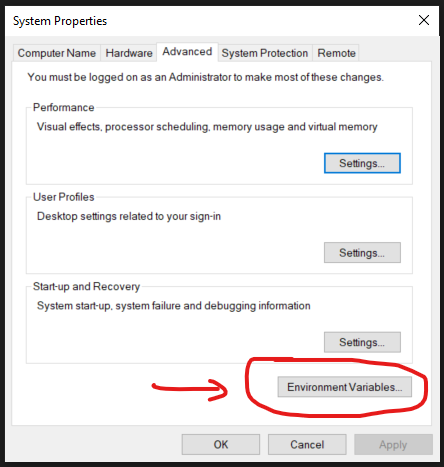 System Properties
Computer Name Hardware Advanced System Protection Remote
You must be logged on as an Administrator to make most of these changes.
Performance
Visual effects, processor scheduling, memory usage and virtual memory
Settings...
User Profiles
Desktop settings related to your sign-in
Settings...
Start-up and Recovery
System start-up, system failure and debugging information
Settings...
Environment Variables...
OK Cancel Apply